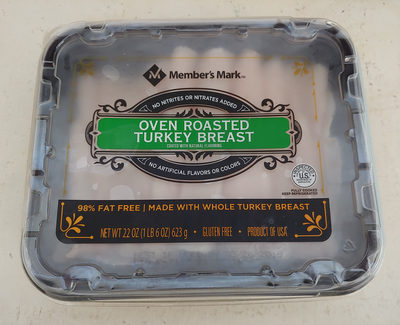 Member's Mark™
NO NITRITES OR NITRATES ADDED
OVEN ROASTED
TURKEY BREAST
COATED WITH NATURAL FLAVORING
NO ARTIFICIAL FLAVORS OR COLORS
U.S.
FULLY COOKED
KEEP REFRIGERATED
98% FAT FREE | MADE WITH WHOLE TURKEY BREAST
NET WT 22 OZ (1 LB 6 OZ) 623 g • GLUTEN FREE • PRODUCT OF USA